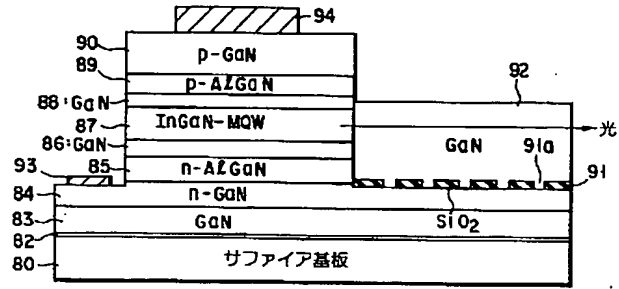 94
90
p-GaN
89
p-AlGaN
92
88:GaN
87
InGaN-MQW
光
86:GaN
GaN
91a
93
85
n-AlGaN
91
84
n-GaN
83
GaN
SiO2
82
80
サファイア基板